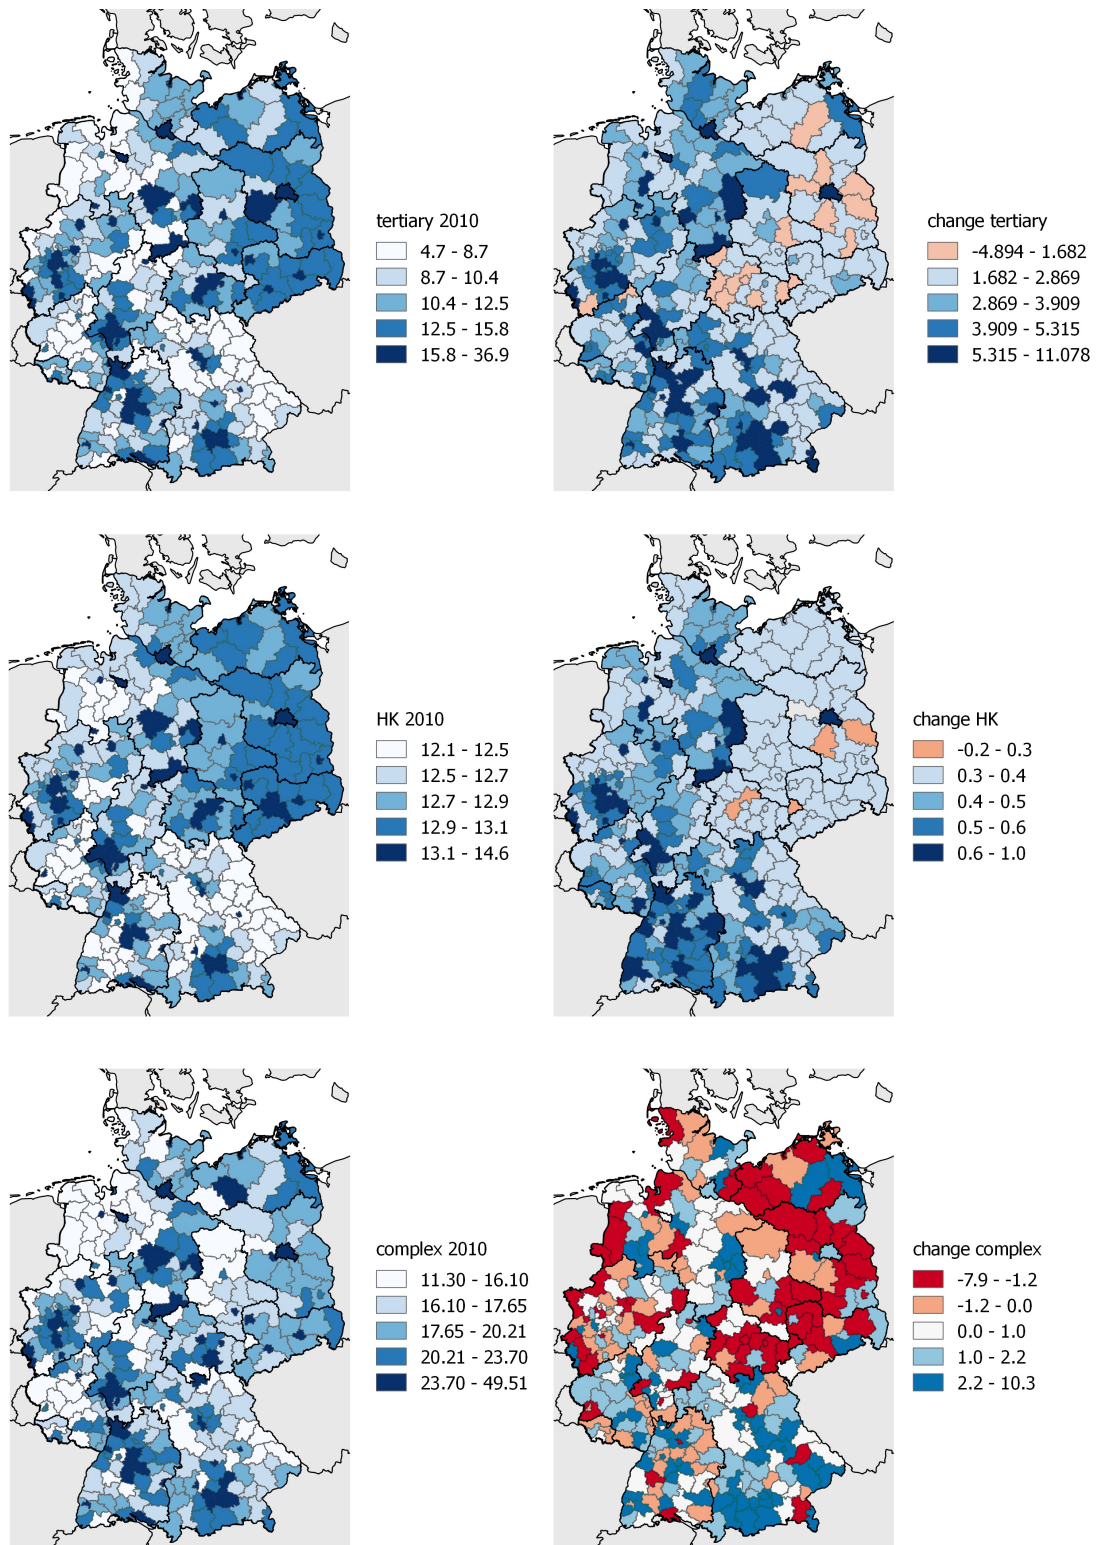 tertiary 2010
4.7 - 8.7
8.7 - 10.4
10.4 - 12.5
12.5 - 15.8
15.8 - 36.9
change tertiary
-4.894 - 1.682
1.682 - 2.869
2.869 - 3.909
3.909 - 5.315
5.315 - 11.078
HK 2010
12.1 - 12.5
12.5 - 12.7
12.7 - 12.9
12.9 - 13.1
13.1 - 14.6
change HK
-0.2 - 0.3
0.3 - 0.4
0.4 - 0.5
0.5 - 0.6
0.6 - 1.0
complex 2010
11.30 - 16.10
16.10 - 17.65
17.65 - 20.21
20.21 - 23.70
23.70 - 49.51
change complex
-7.9 - -1.2
-1.2 - 0.0
0.0 - 1.0
1.0 - 2.2
2.2 - 10.3